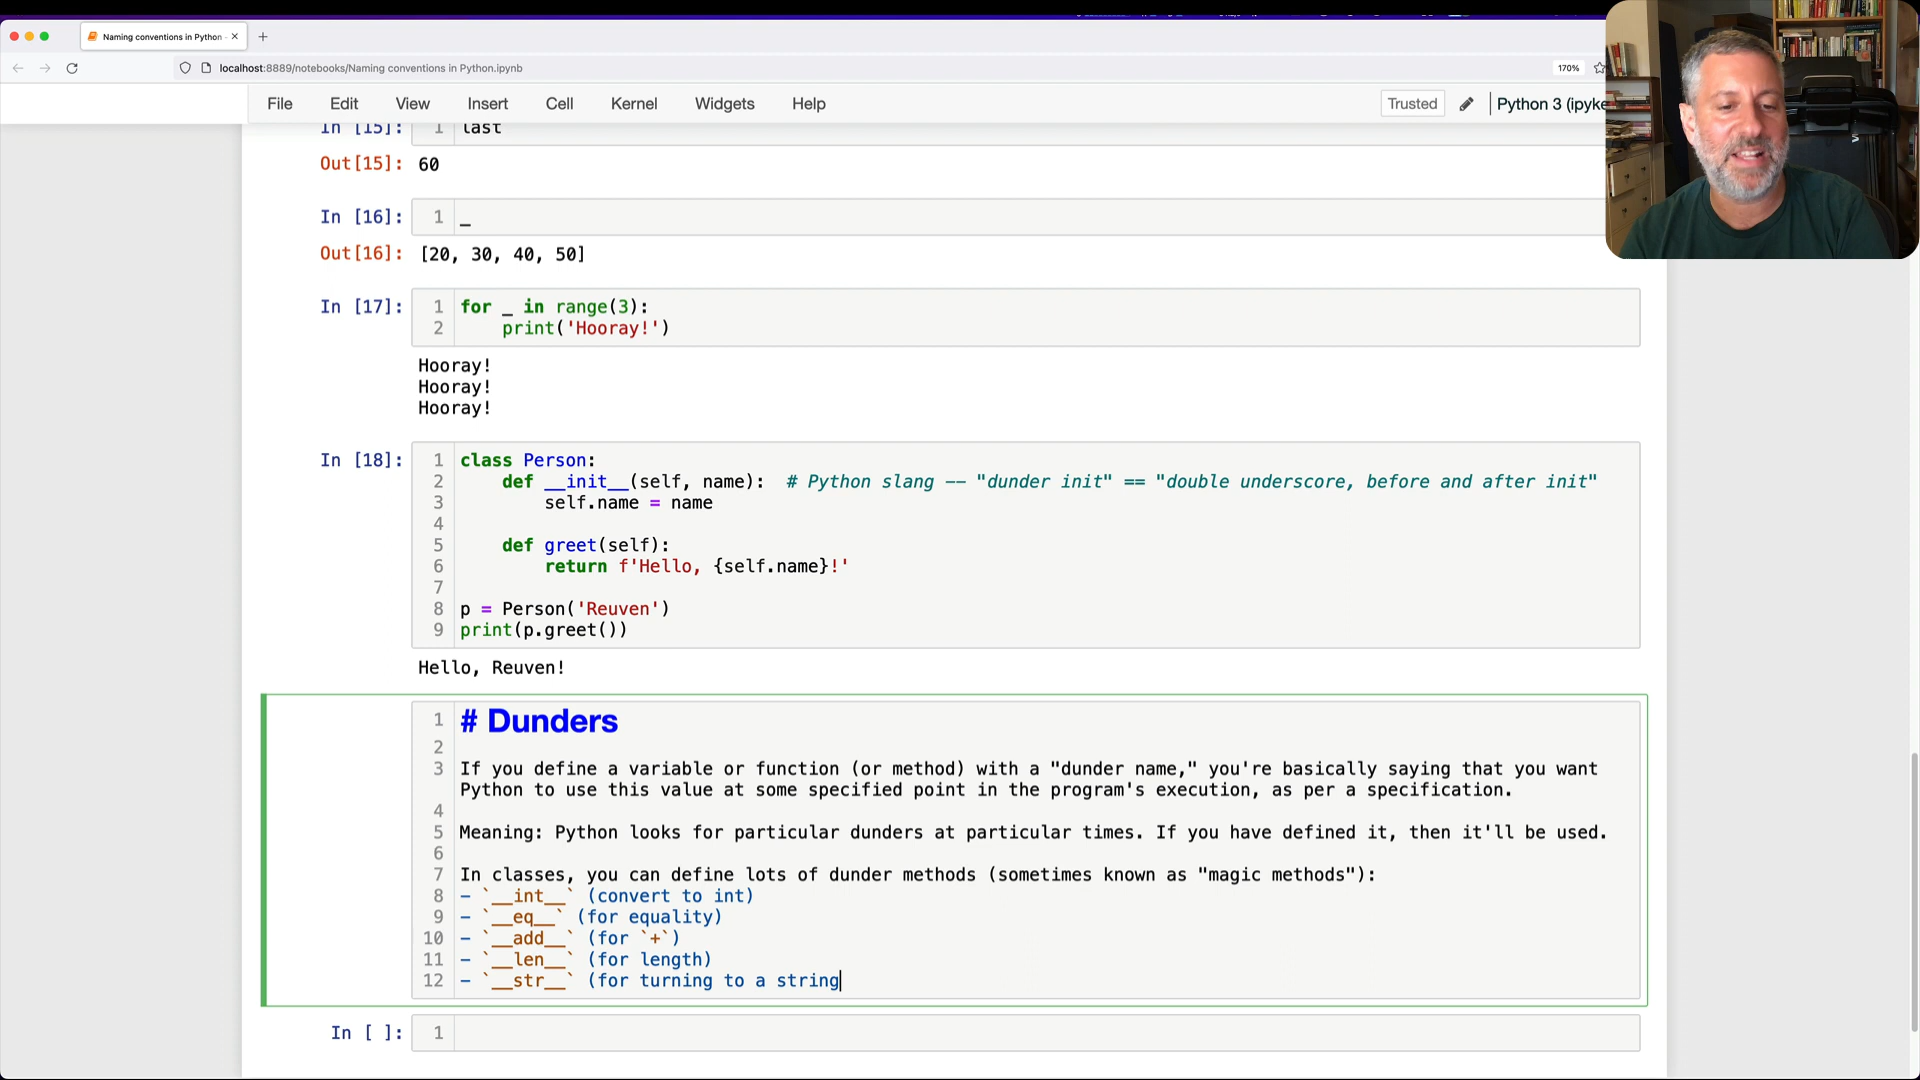 Naming conventions in Python -
localhost:8889/notebooks/Naming conventions in Python.ipynb
170%
File Edit View Insert Cell Kernel Widgets Help
Trusted
Python 3 (ipyke
In [15]: 1 last
Out[15]: 60
In [16]: 1 _
Out[16]: [20, 30, 40, 50]
In [17]: 1 for _ in range(3):
2 print('Hooray!')
Hooray!
Hooray!
Hooray!
In [18]: 1 class Person:
2 def __init__(self, name): # Python slang -- "dunder init" == "double underscore, before and after init"
3 self.name = name
4
5 def greet(self):
6 return f'Hello, {self.name}!'
7
8 p = Person('Reuven')
9 print(p.greet())
Hello, Reuven!
1 # Dunders
2
3 If you define a variable or function (or method) with a "dunder name," you're basically saying that you want
Python to use this value at some specified point in the program's execution, as per a specification.
4
5 Meaning: Python looks for particular dunders at particular times. If you have defined it, then it'll be used.
6
7 In classes, you can define lots of dunder methods (sometimes known as "magic methods"):
8 - `__int__` (convert to int)
9 - `__eq__` (for equality)
10 - `__add__` (for `+`)
11 - `__len__` (for length)
12 - `__str__` (for turning to a string
In [ ]: 1